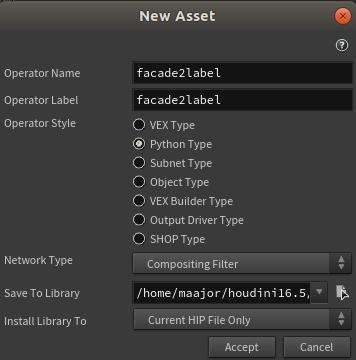 New Asset
Operator Name facade2label
Operator Label facade2label
Operator Style VEX Type
Python Type
Subnet Type
Object Type
VEX Builder Type
Output Driver Type
SHOP Type
Network Type Compositing Filter
Save To Library /home/maajor/houdini16.5/
Install Library To Current HIP File Only
Accept Cancel